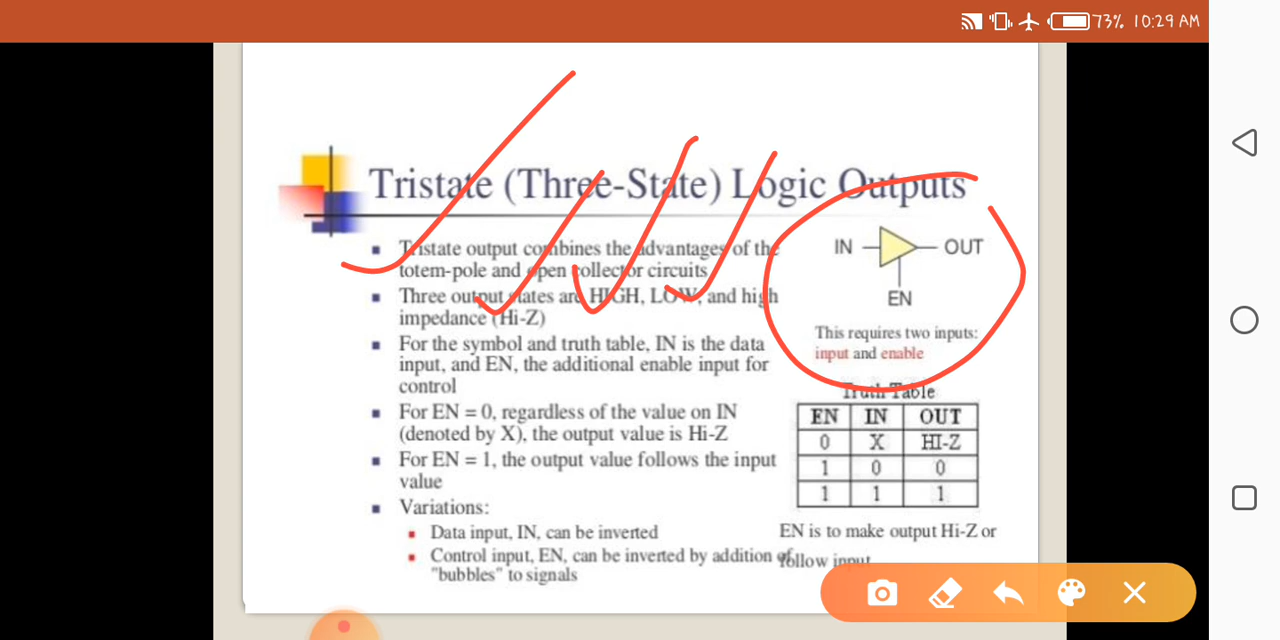 73% 10:29 AM
Tristate (Three-State) Logic Outputs
Tristate output combines the advantages of the
totem-pole and open collector circuits
Three output states are HIGH, LOW, and high
impedance (Hi-Z)
For the symbol and truth table, IN is the data
input, and EN, the additional enable input for
control
For EN = 0, regardless of the value on IN
(denoted by X), the output value is Hi-Z
For EN = 1, the output value follows the input
value
Variations:
Data input, IN, can be inverted
Control input, EN, can be inverted by addition of
"bubbles" to signals
IN OUT
EN
This requires two inputs:
input and enable
Truth Table
EN IN OUT
0 X HI-Z
1 0 0
1 1 1
EN is to make output Hi-Z or
follow input